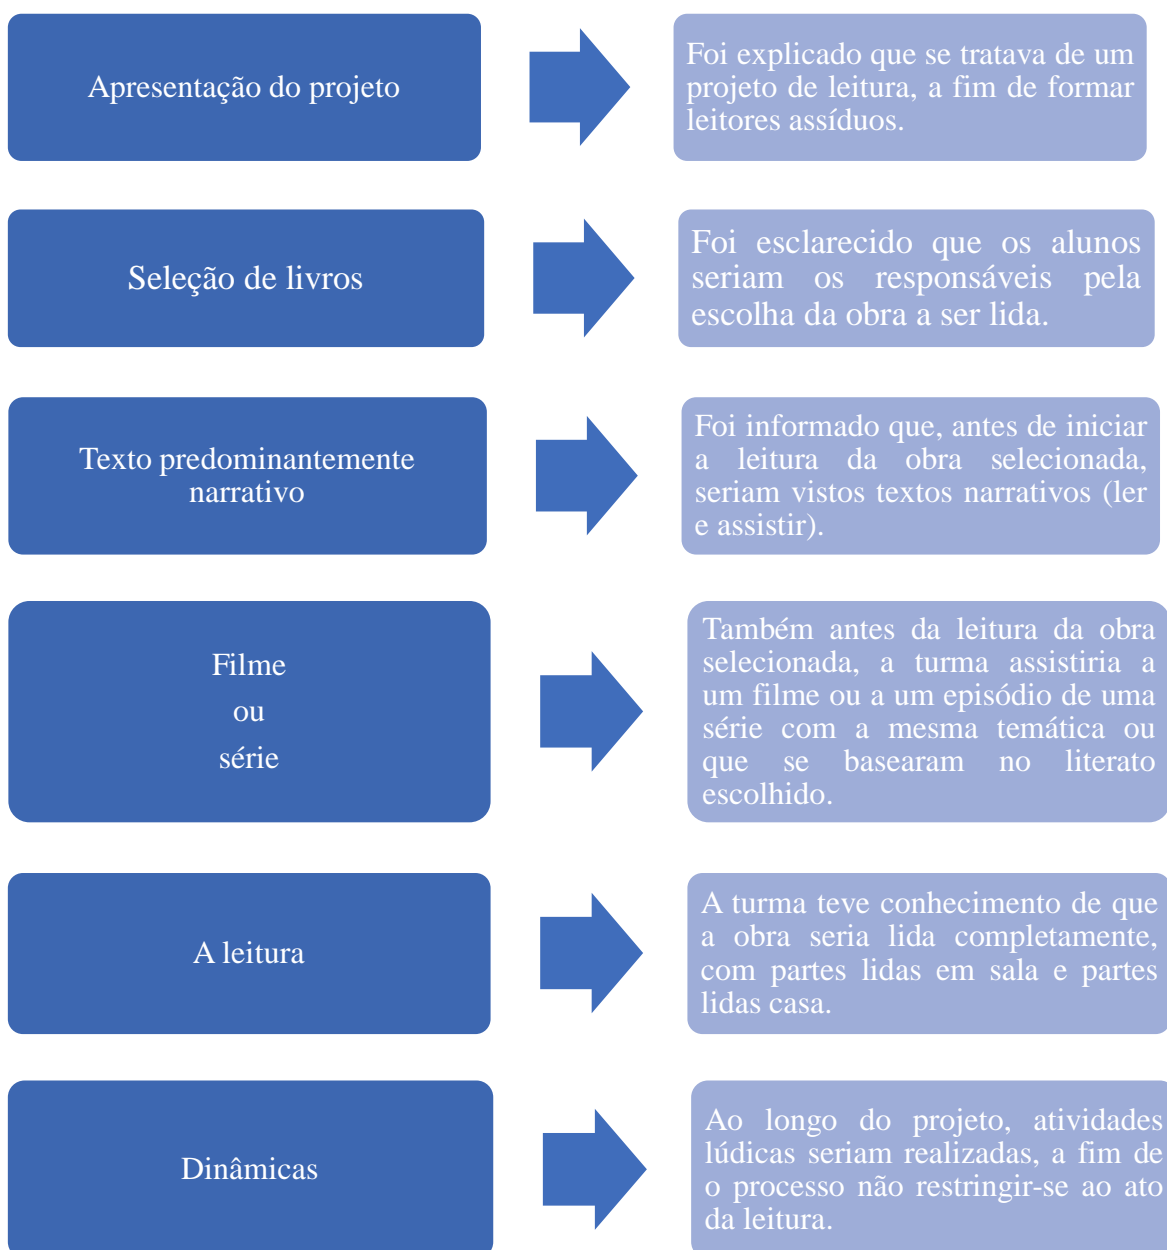 Apresentação do projeto
Foi explicado que se tratava de um
projeto de leitura, a fim de formar
leitores assíduos.
Seleção de livros
Foi esclarecido que os alunos
seriam os responsáveis pela
escolha da obra a ser lida.
Texto predominantemente
narrativo
Foi informado que, antes de iniciar
a leitura da obra selecionada,
seriam vistos textos narrativos (ler
e assistir).
Filme
ou
série
Também antes da leitura da obra
selecionada, a turma assistiria a
um filme ou a um episódio de uma
série com a mesma temática ou
que se basearam no literato
escolhido.
A leitura
A turma teve conhecimento de que
a obra seria lida completamente,
com partes lidas em sala e partes
lidas casa.
Dinâmicas
Ao longo do projeto, atividades
lúdicas seriam realizadas, a fim de
o processo não restringir-se ao ato
da leitura.